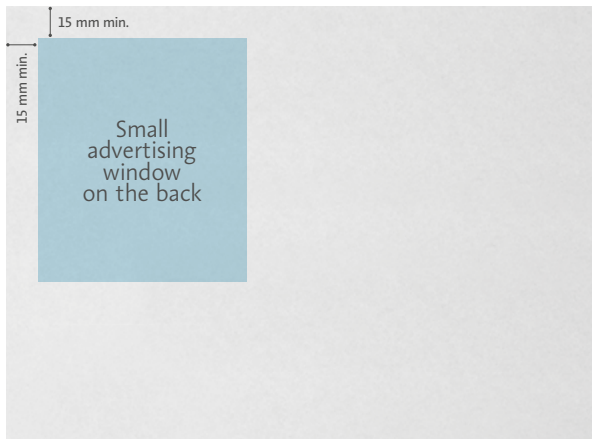 15 mm min.
15 mm min.
Small
advertising
window
on the back